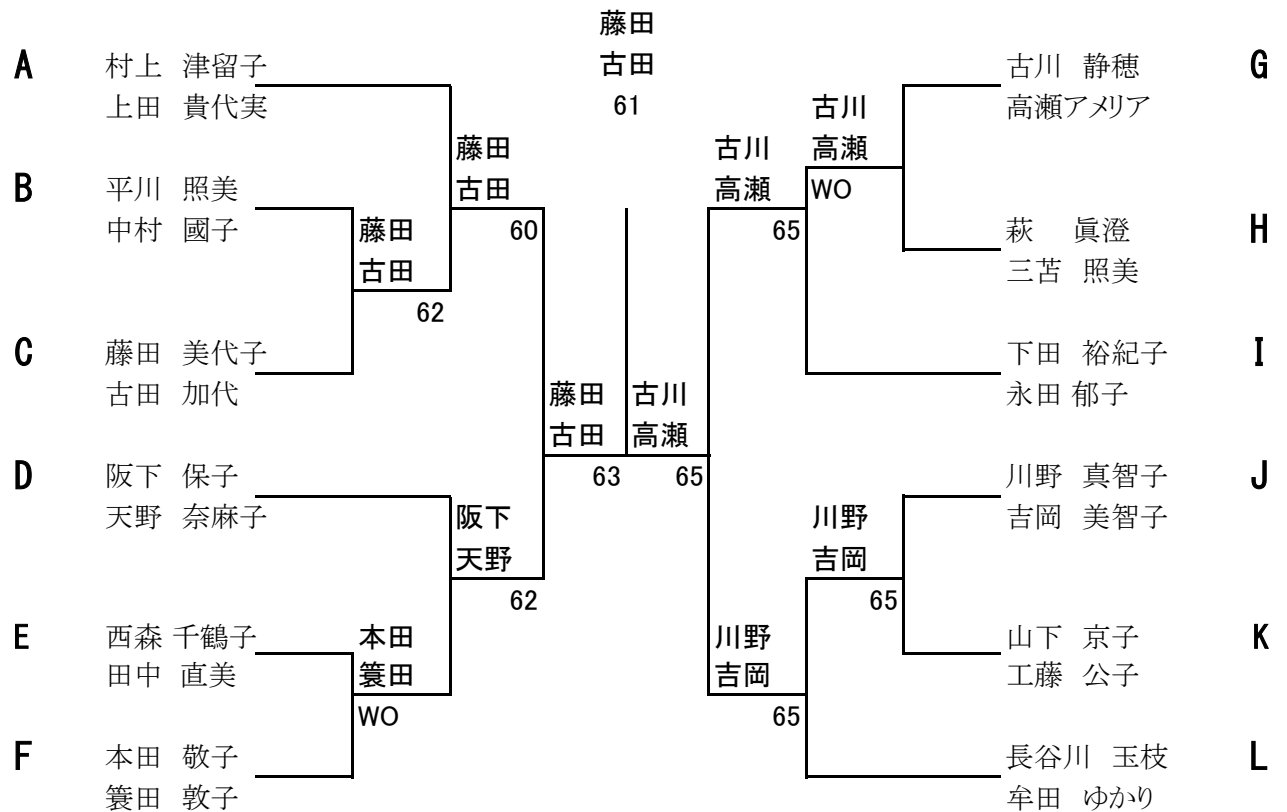 藤田
古田
61
A 村上 津留子
上田 貴代実
B 平川 照美
中村 國子
藤田
古田
62
C 藤田 美代子
古田 加代
藤田
古田
60
D 阪下 保子
天野 奈麻子
E 西森 千鶴子
田中 直美
本田
簑田
WO
F 本田 敬子
簑田 敦子
阪下
天野
62
藤田
古田
63
古川
高瀬
65
古川
高瀬
65
古川
高瀬
WO
古川 静穂 G
高瀬アメリア
萩 眞澄 H
三苫 照美
下田 裕紀子 I
永田 郁子
川野
吉岡
65
川野
吉岡
65
川野 真智子 J
吉岡 美智子
山下 京子 K
工藤 公子
長谷川 玉枝 L
牟田 ゆかり